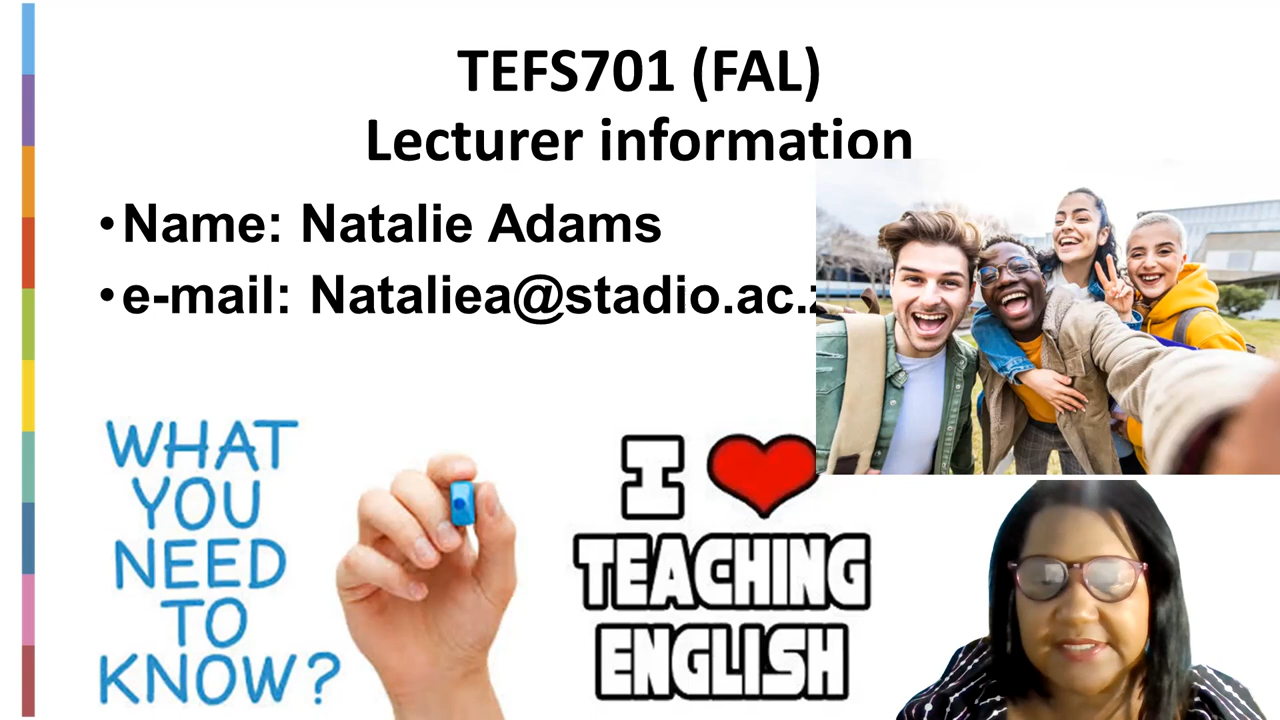 TEFS701 (FAL)
Lecturer information
•Name: Natalie Adams
•e-mail: Nataliea@stadio.ac.
WHAT
YOU
NEED
TO
KNOW?
I ❤
TEACHING
ENGLISH